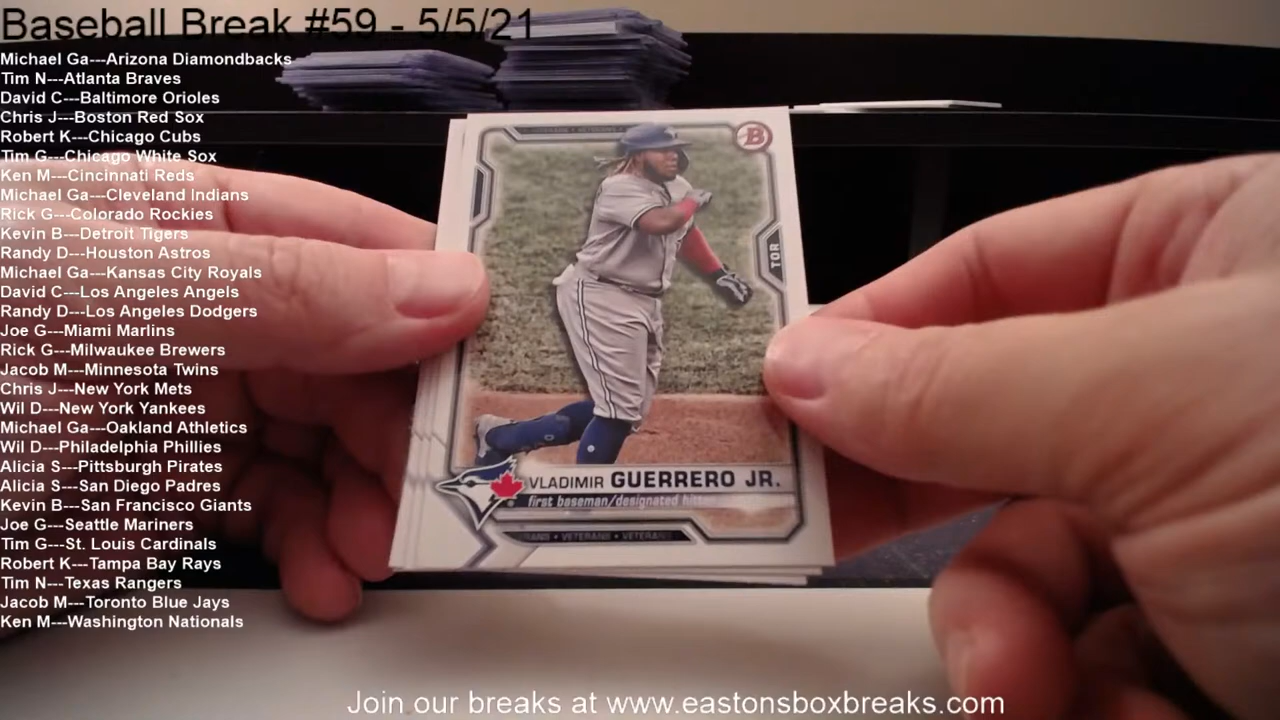 Baseball Break #59 - 5/5/21
Michael Ga---Arizona Diamondbacks
Tim N---Atlanta Braves
David C---Baltimore Orioles
Chris J---Boston Red Sox
Robert K---Chicago Cubs
Tim G---Chicago White Sox
Ken M---Cincinnati Reds
Michael Ga---Cleveland Indians
Rick G---Colorado Rockies
Kevin B---Detroit Tigers
Randy D---Houston Astros
Michael Ga---Kansas City Royals
David C---Los Angeles Angels
Randy D---Los Angeles Dodgers
Joe G---Miami Marlins
Rick G---Milwaukee Brewers
Jacob M---Minnesota Twins
Chris J---New York Mets
Wil D---New York Yankees
Michael Ga---Oakland Athletics
Wil D---Philadelphia Phillies
Alicia S---Pittsburgh Pirates
Alicia S---San Diego Padres
Kevin B---San Francisco Giants
Joe G---Seattle Mariners
Tim G---St. Louis Cardinals
Robert K---Tampa Bay Rays
Tim N---Texas Rangers
Jacob M---Toronto Blue Jays
Ken M---Washington Nationals
B
TOR
VLADIMIR GUERRERO JR.
first baseman/designated hitter
VETERANS
Join our breaks at www.eastonsboxbreaks.com